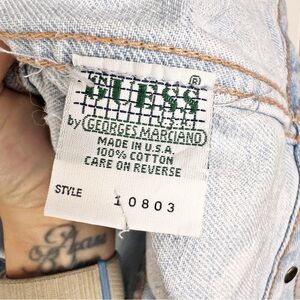 GUESS ®
U.S.A.
by GEORGES MARCIANO
MADE IN U.S.A.
100% COTTON
CARE ON REVERSE
STYLE 10803